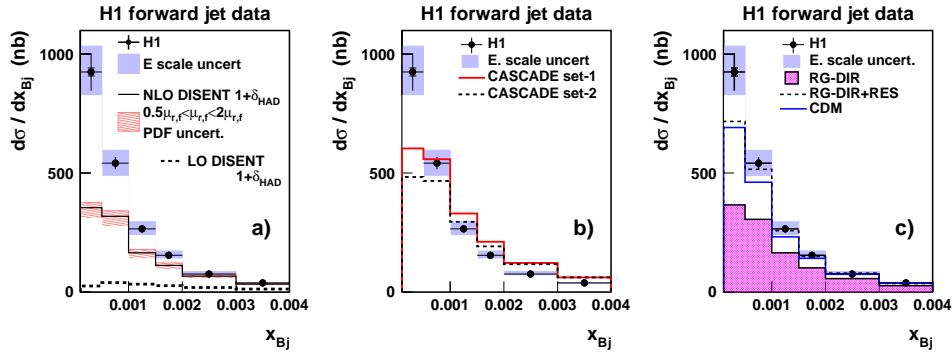 H1 forward jet data
dσ / dx_Bj (nb)
1000
500
0
H1
E scale uncert
NLO DISENT 1+δ_HAD
0.5μ_r,f<μ_r,f<2μ_r,f
PDF uncert.
LO DISENT
1+δ_HAD
a)
0 0.001 0.002 0.003 0.004
x_Bj
H1 forward jet data
dσ / dx_Bj (nb)
1000
500
0
H1
E. scale uncert.
CASCADE set-1
CASCADE set-2
b)
0.001 0.002 0.003 0.004
x_Bj
H1 forward jet data
dσ / dx_Bj (nb)
1000
500
0
H1
E. scale uncert.
RG-DIR
RG-DIR+RES
CDM
c)
0.001 0.002 0.003 0.004
x_Bj